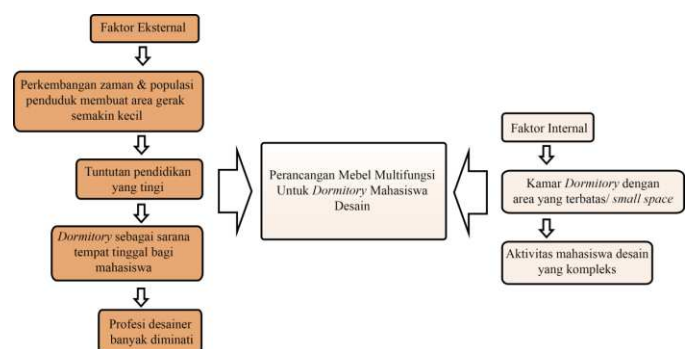 Faktor Eksternal
Perkembangan zaman & populasi
penduduk membuat area gerak
semakin kecil
Tuntutan pendidikan
yang tingi
Dormitory sebagai sarana
tempat tinggal bagi
mahasiswa
Profesi desainer
banyak diminati
Perancangan Mebel Multifungsi
Untuk Dormitory Mahasiswa
Desain
Faktor Internal
Kamar Dormitory dengan
area yang terbatas/ small space
Aktivitas mahasiswa desain
yang kompleks